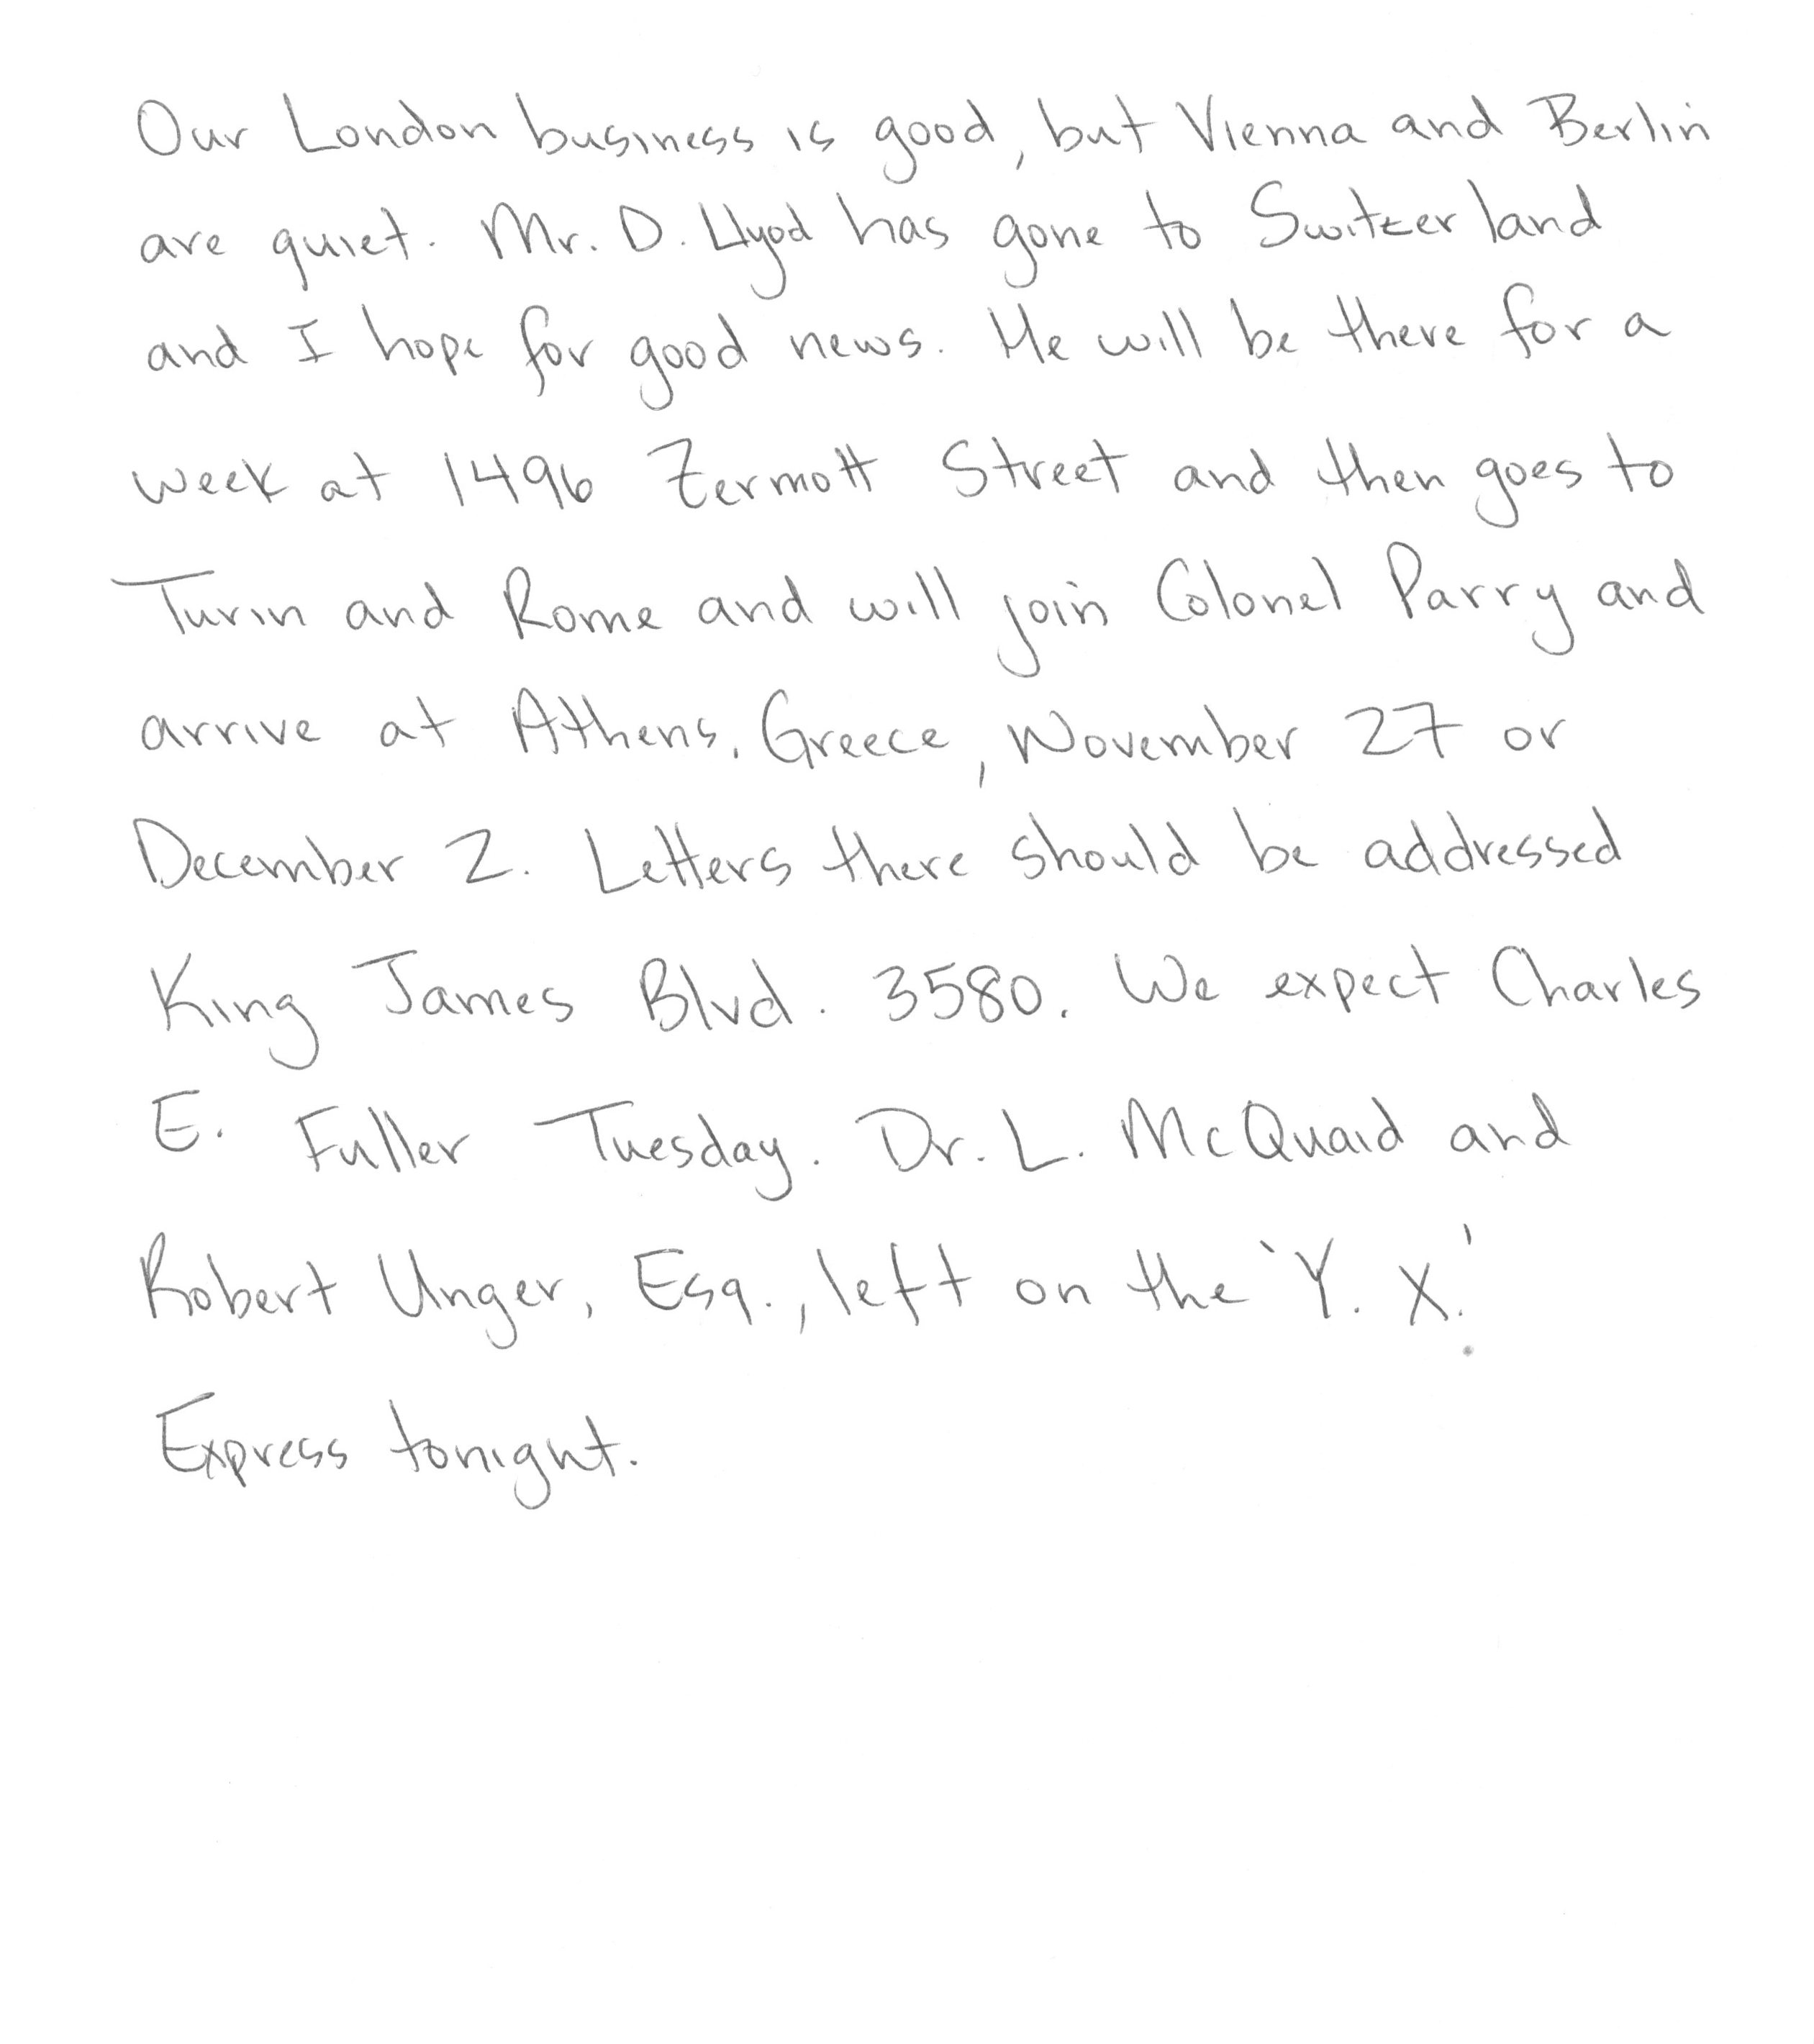 Our London business is good, but Vienna and Berlin
are quiet. Mr. D. Llyod has gone to Switzerland
and I hope for good news. He will be there for a
week at 1496 Zermott Street and then goes to
Turin and Rome and will join Colonel Parry and
arrive at Athens, Greece, November 27 or
December 2. Letters there should be addressed
King James Blvd. 3580. We expect Charles
E. Fuller Tuesday. Dr. L. McQuaid and
Robert Unger, Esq., left on the 'Y. X.'
Express tonight.